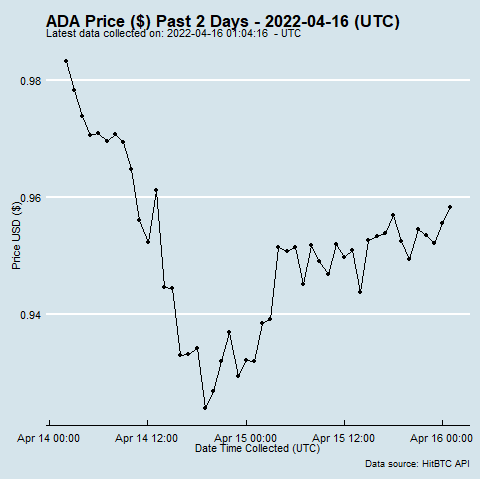 ADA Price ($) Past 2 Days - 2022-04-16 (UTC)
Latest data collected on: 2022-04-16 01:04:16 - UTC
0.98
0.96
0.94
Price USD ($)
Apr 14 00:00 Apr 14 12:00 Apr 15 00:00 Apr 15 12:00 Apr 16 00:00
Date Time Collected (UTC)
Data source: HitBTC API